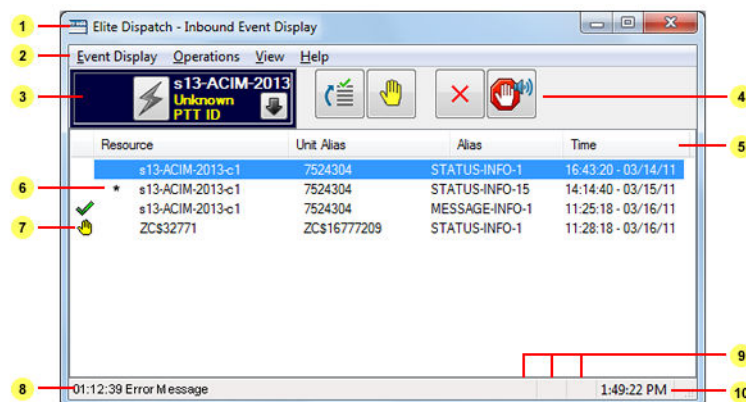 1 Elite Dispatch - Inbound Event Display
2 Event Display Operations View Help
3 s13-ACIM-2013
Unknown
PTT ID
4
Resource Unit Alias Alias Time 5
s13-ACIM-2013-c1 7524304 STATUS-INFO-1 16:43:20 - 03/14/11
6 * s13-ACIM-2013-c1 7524304 STATUS-INFO-15 14:14:40 - 03/15/11
s13-ACIM-2013-c1 7524304 MESSAGE-INFO-1 11:25:18 - 03/16/11
7 ZC$32771 ZC$16777209 STATUS-INFO-1 11:28:18 - 03/16/11
9
8 01:12:39 Error Message 1:49:22 PM 10